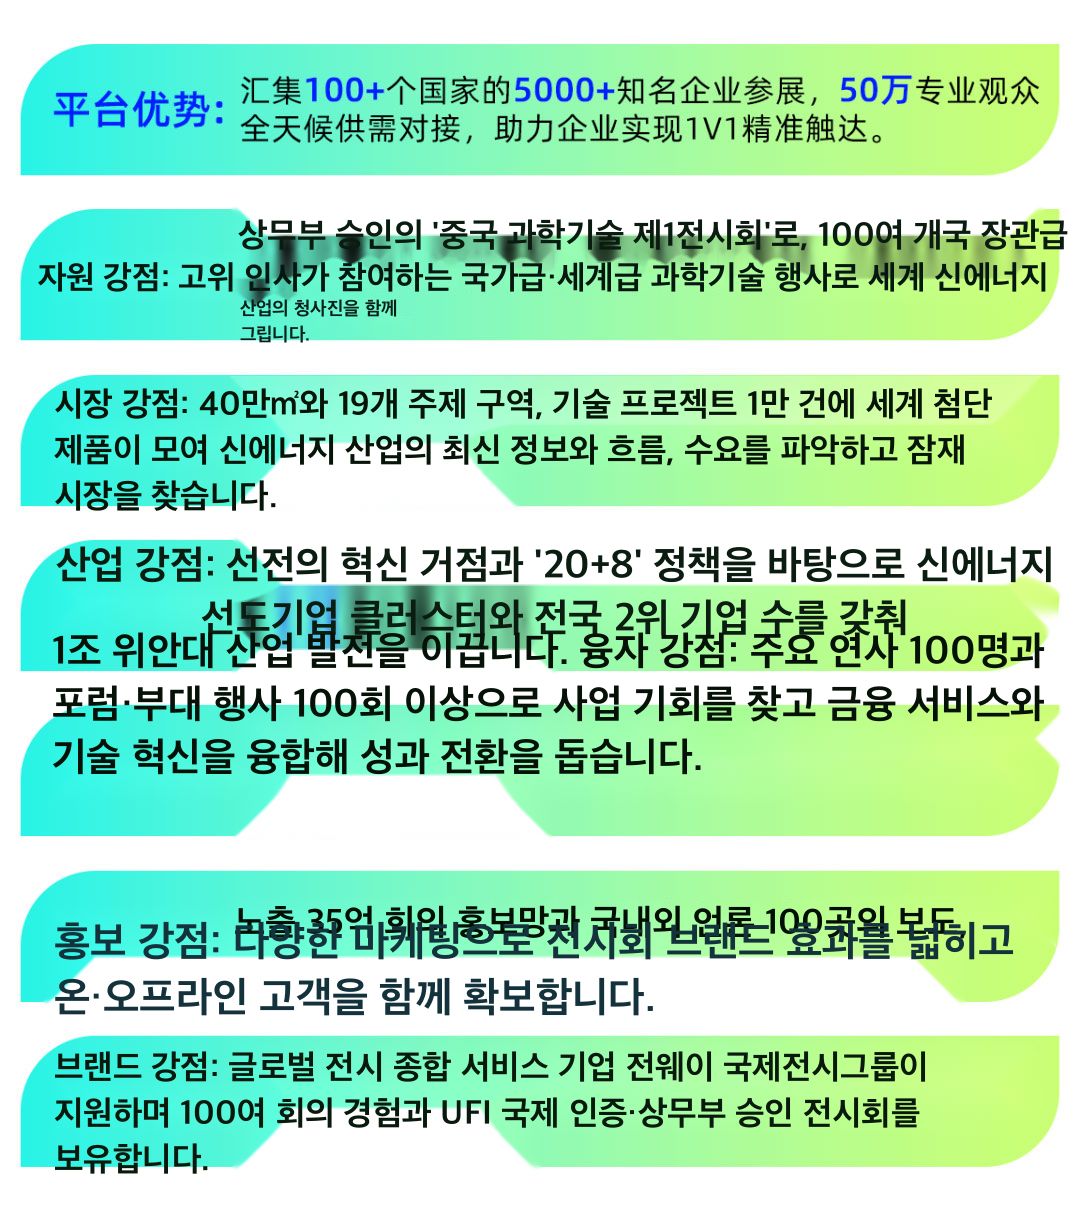 平台优势:
汇集100+个国家的5000+知名企业参展，50万专业观众
全天候供需对接，助力企业实现1V1精准触达。
상무부 승인의 '중국 과학기술 제1전시회'로, 100여 개국 장관급
자원 강점: 고위 인사가 참여하는 국가급·세계급 과학기술 행사로 세계 신에너지
산업의 청사진을 함께
그립니다.
시장 강점: 40만㎡와 19개 주제 구역, 기술 프로젝트 1만 건에 세계 첨단
제품이 모여 신에너지 산업의 최신 정보와 흐름, 수요를 파악하고 잠재
시장을 찾습니다.
산업 강점: 선전의 혁신 거점과 '20+8' 정책을 바탕으로 신에너지
선도기업 클러스터와 전국 2위 기업 수를 갖춰
1조 위안대 산업 발전을 이끕니다. 융자 강점: 주요 연사 100명과
포럼·부대 행사 100회 이상으로 사업 기회를 찾고 금융 서비스와
기술 혁신을 융합해 성과 전환을 돕습니다.
노출 35억 회의 홍보망과 국내외 언론 100곳의 보도,
홍보 강점: 다양한 마케팅으로 전시회 브랜드 효과를 넓히고
온·오프라인 고객을 함께 확보합니다.
브랜드 강점: 글로벌 전시 종합 서비스 기업 전웨이 국제전시그룹이
지원하며 100여 회의 경험과 UFI 국제 인증·상무부 승인 전시회를
보유합니다.